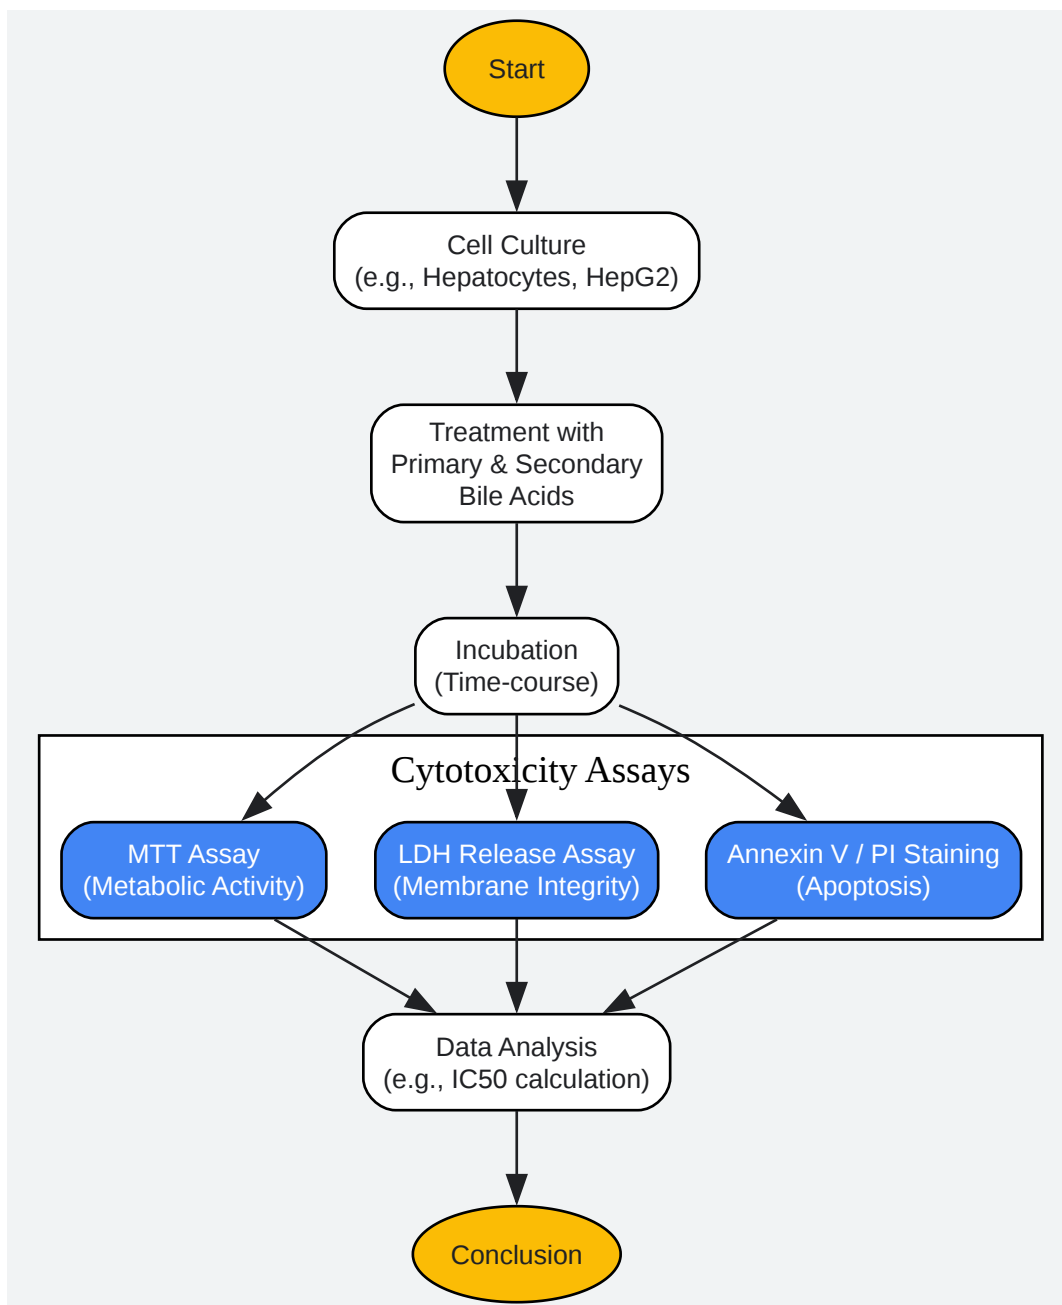 Start
Cell Culture
(e.g., Hepatocytes, HepG2)
Treatment with
Primary & Secondary
Bile Acids
Incubation
(Time-course)
Cytotoxicity Assays
MTT Assay
(Metabolic Activity)
LDH Release Assay
(Membrane Integrity)
Annexin V / PI Staining
(Apoptosis)
Data Analysis
(e.g., IC50 calculation)
Conclusion